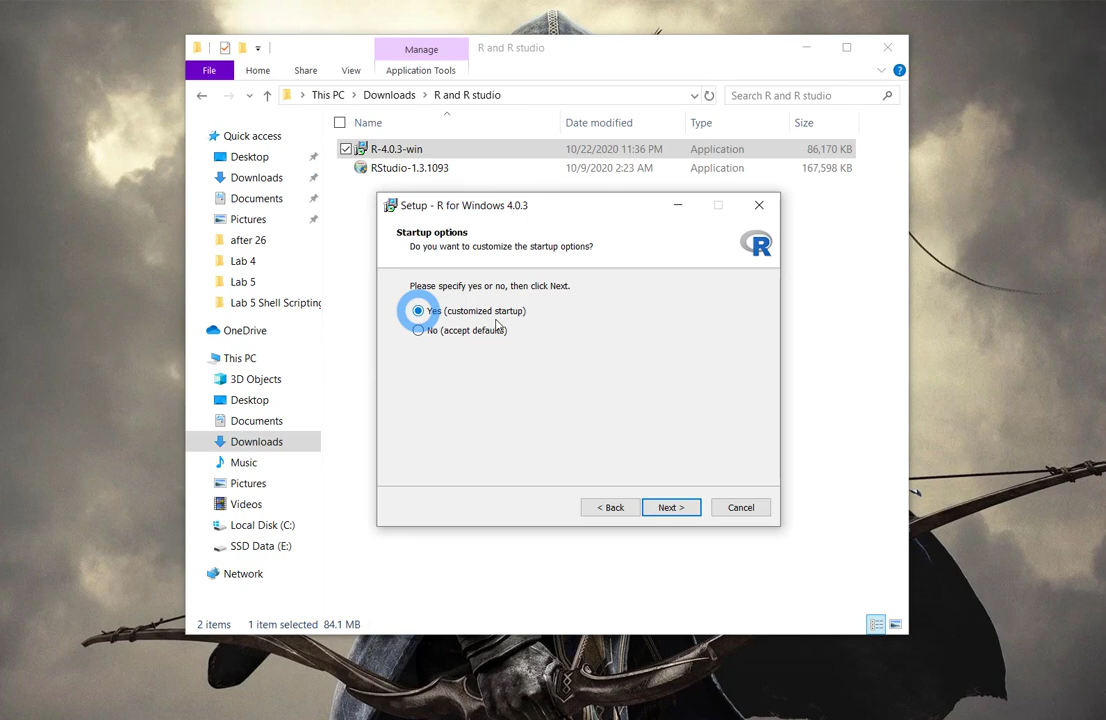 Manage
R and R studio
File
Home
Share
View
Application Tools
?
This PC > Downloads > R and R studio
Search R and R studio
Name
Date modified
Type
Size
R-4.0.3-win
10/22/2020 11:36 PM
Application
86,170 KB
RStudio-1.3.1093
10/9/2020 2:23 AM
Application
167,598 KB
Quick access
Desktop
Downloads
Documents
Pictures
after 26
Lab 4
Lab 5
Lab 5 Shell Scripting
OneDrive
This PC
3D Objects
Desktop
Documents
Downloads
Music
Pictures
Videos
Local Disk (C:)
SSD Data (E:)
Network
Setup - R for Windows 4.0.3
Startup options
Do you want to customize the startup options?
R
Please specify yes or no, then click Next.
Yes (customized startup)
No (accept defaults)
< Back
Next >
Cancel
2 items
1 item selected 84.1 MB